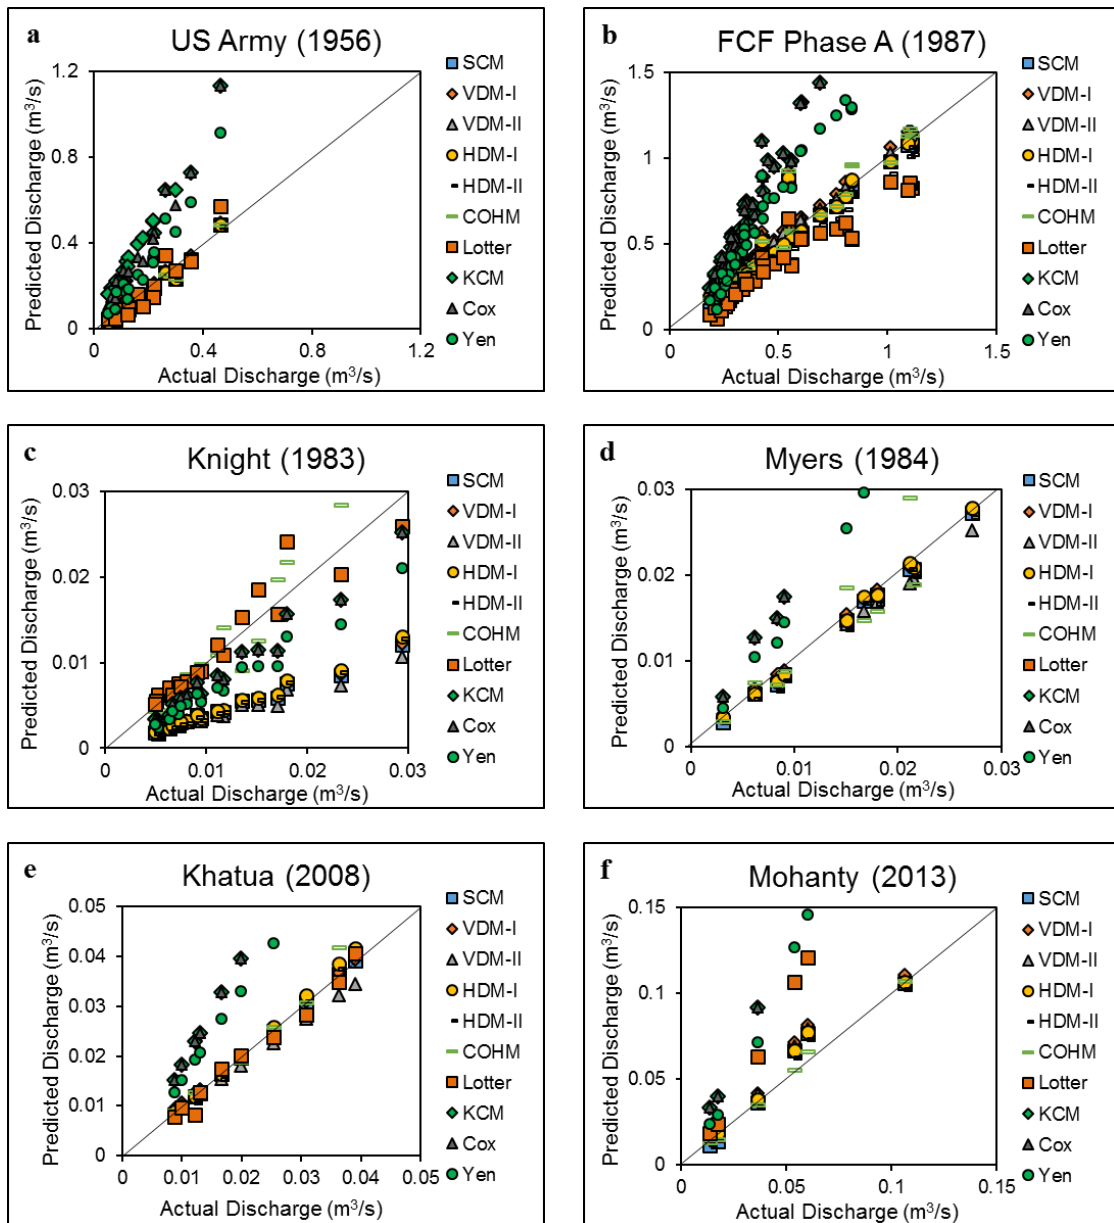 a
US Army (1956)
Predicted Discharge (m³/s)
1.2
0.8
0.4
0
0
0.4
0.8
1.2
Actual Discharge (m³/s)
SCM
VDM-I
VDM-II
HDM-I
HDM-II
COHM
Lotter
KCM
Cox
Yen
b
FCF Phase A (1987)
Predicted Discharge (m³/s)
1.5
1
0.5
0
0
0.5
1
1.5
Actual Discharge (m³/s)
SCM
VDM-I
VDM-II
HDM-I
HDM-II
COHM
Lotter
KCM
Cox
Yen
c
Knight (1983)
Predicted Discharge (m³/s)
0.03
0.02
0.01
0
0
0.01
0.02
0.03
Actual Discharge (m³/s)
SCM
VDM-I
VDM-II
HDM-I
HDM-II
COHM
Lotter
KCM
Cox
Yen
d
Myers (1984)
Predicted Discharge (m³/s)
0.03
0.02
0.01
0
0
0.01
0.02
0.03
Actual Discharge (m³/s)
SCM
VDM-I
VDM-II
HDM-I
HDM-II
COHM
Lotter
KCM
Cox
Yen
e
Khatua (2008)
Predicted Discharge (m³/s)
0.05
0.04
0.03
0.02
0.01
0.00
0.00
0.01
0.02
0.03
0.04
0.05
Actual Discharge (m³/s)
SCM
VDM-I
VDM-II
HDM-I
HDM-II
COHM
Lotter
KCM
Cox
Yen
f
Mohanty (2013)
Predicted Discharge (m³/s)
0.15
0.1
0.05
0
0
0.05
0.1
0.15
Actual Discharge (m³/s)
SCM
VDM-I
VDM-II
HDM-I
HDM-II
COHM
Lotter
KCM
Cox
Yen